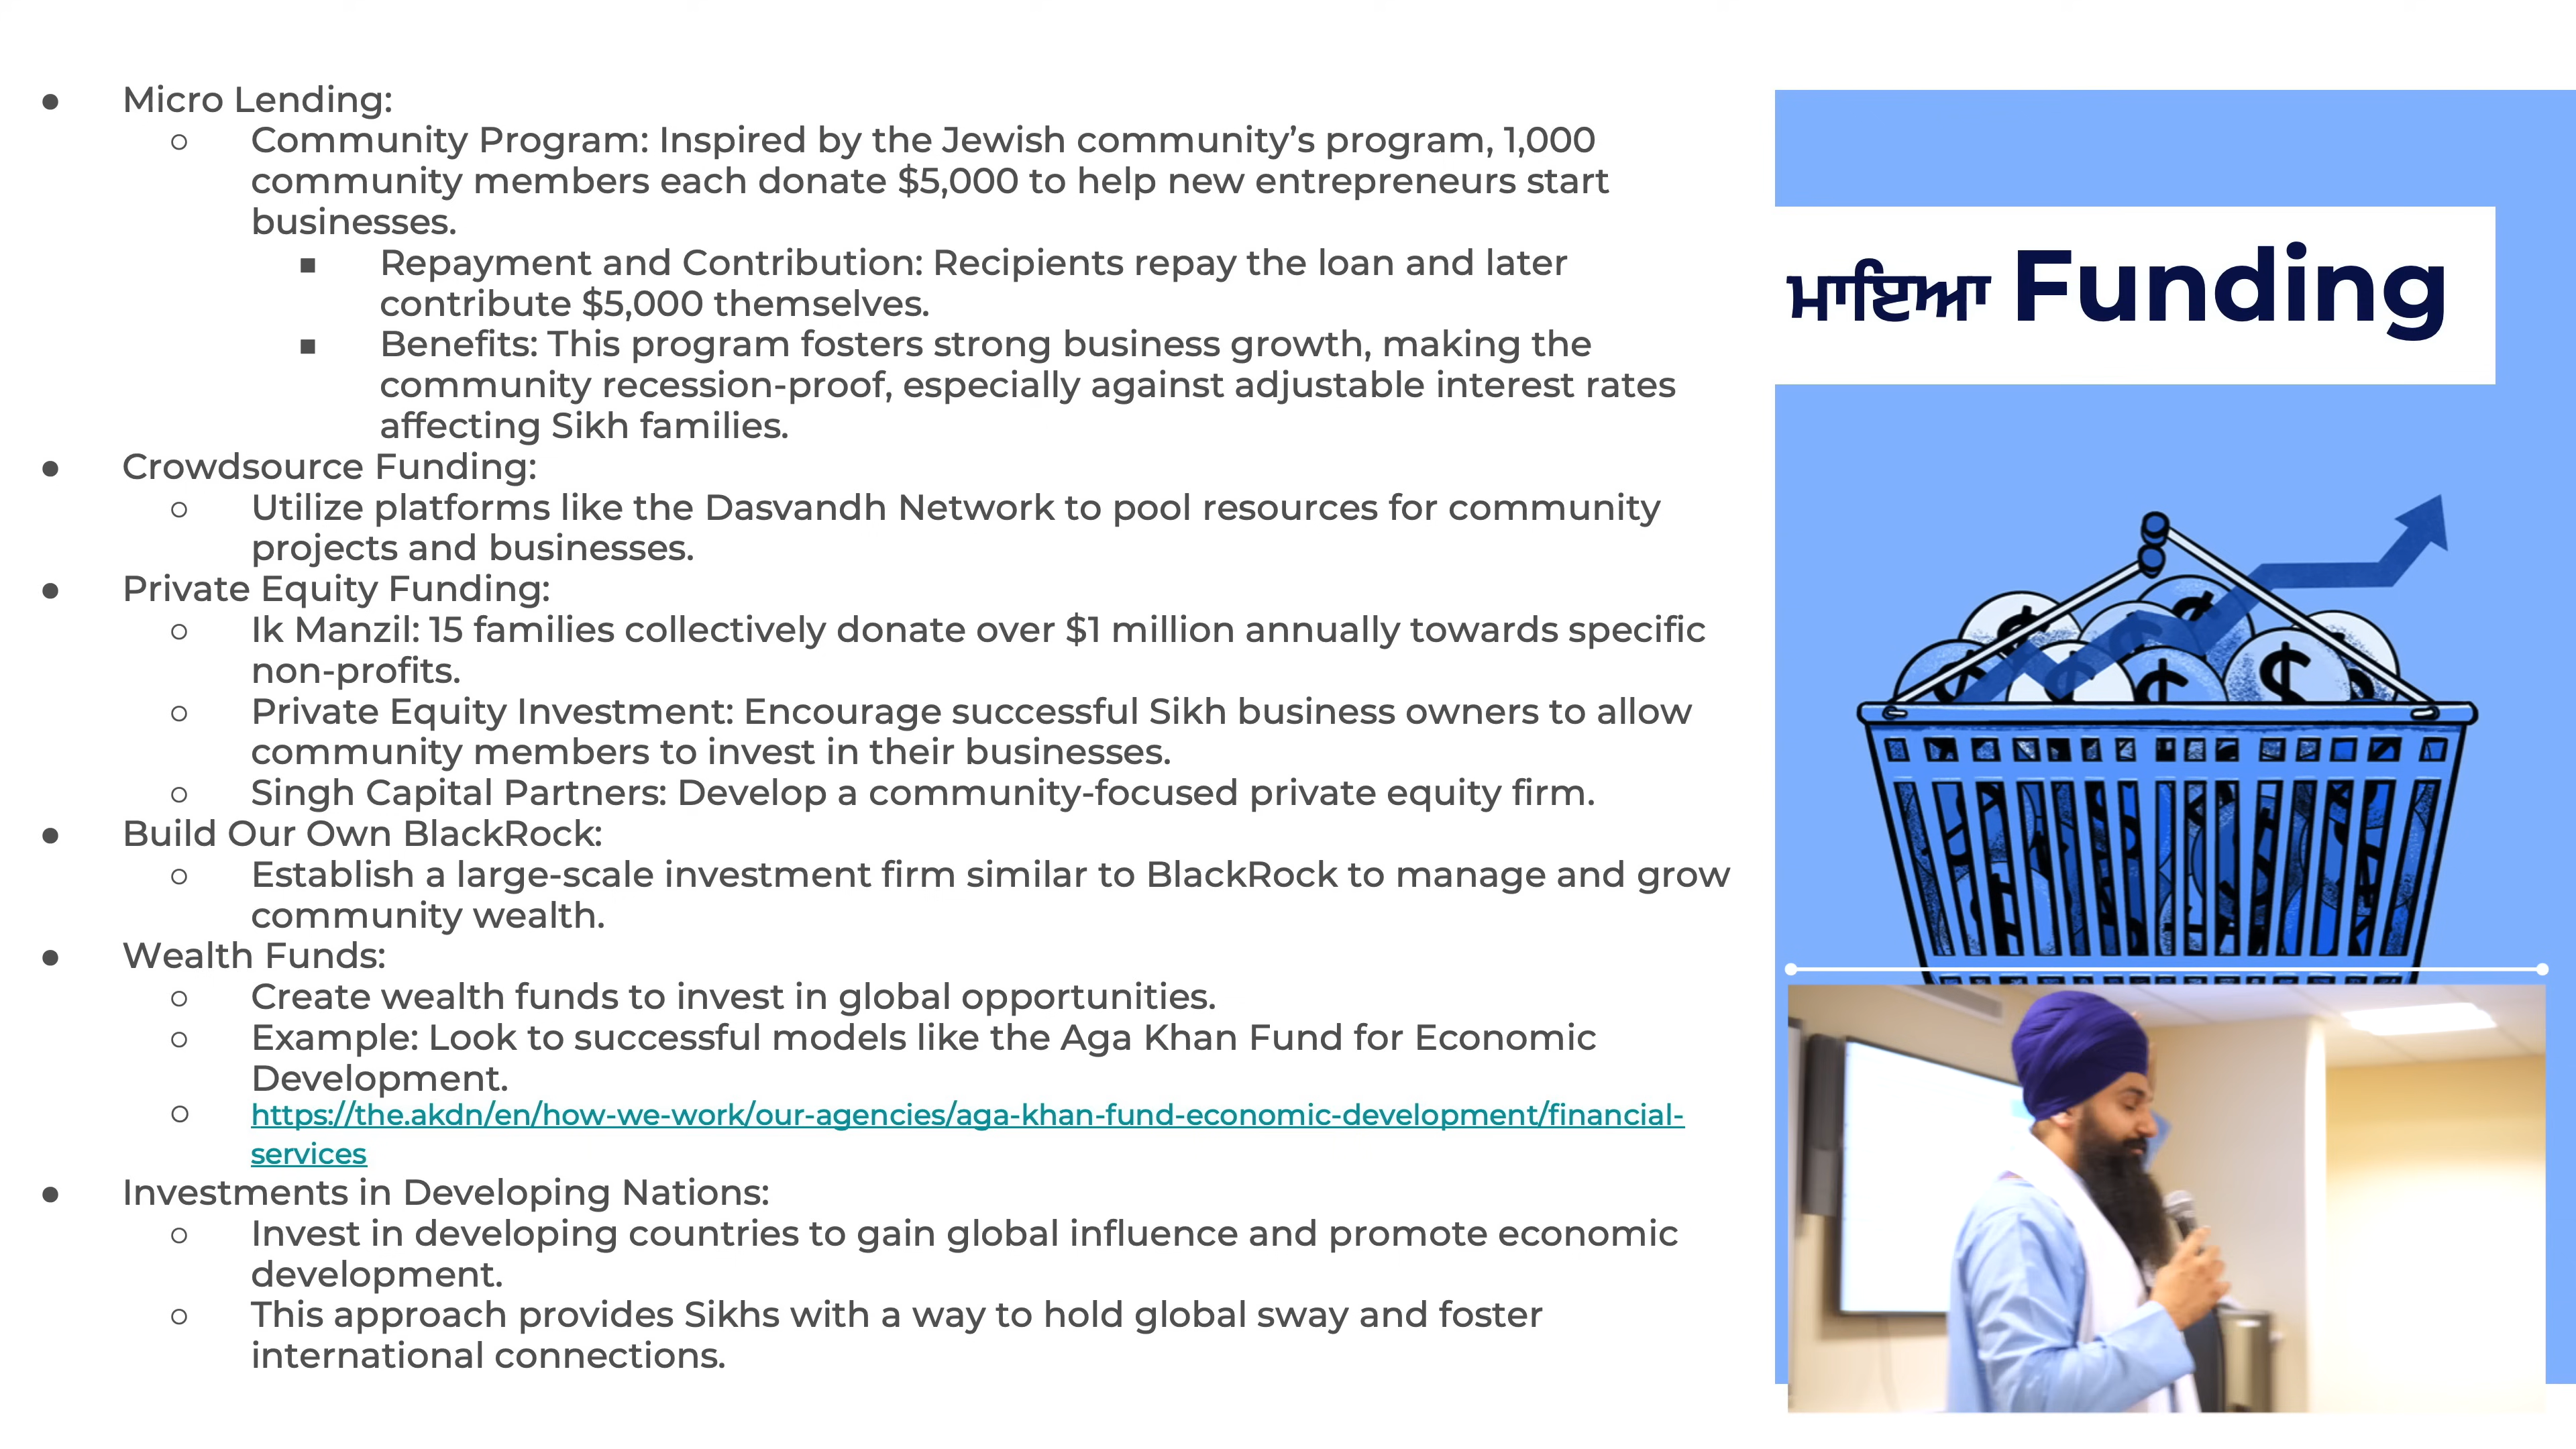 ● Micro Lending:
○ Community Program: Inspired by the Jewish community’s program, 1,000
community members each donate $5,000 to help new entrepreneurs start
businesses.
■ Repayment and Contribution: Recipients repay the loan and later
contribute $5,000 themselves.
■ Benefits: This program fosters strong business growth, making the
community recession-proof, especially against adjustable interest rates
affecting Sikh families.
● Crowdsource Funding:
○ Utilize platforms like the Dasvandh Network to pool resources for community
projects and businesses.
● Private Equity Funding:
○ Ik Manzil: 15 families collectively donate over $1 million annually towards specific
non-profits.
○ Private Equity Investment: Encourage successful Sikh business owners to allow
community members to invest in their businesses.
○ Singh Capital Partners: Develop a community-focused private equity firm.
● Build Our Own BlackRock:
○ Establish a large-scale investment firm similar to BlackRock to manage and grow
community wealth.
● Wealth Funds:
○ Create wealth funds to invest in global opportunities.
○ Example: Look to successful models like the Aga Khan Fund for Economic
Development.
○ https://the.akdn/en/how-we-work/our-agencies/aga-khan-fund-economic-development/financial-
services
● Investments in Developing Nations:
○ Invest in developing countries to gain global influence and promote economic
development.
○ This approach provides Sikhs with a way to hold global sway and foster
international connections.
ਮਾਇਆ Funding